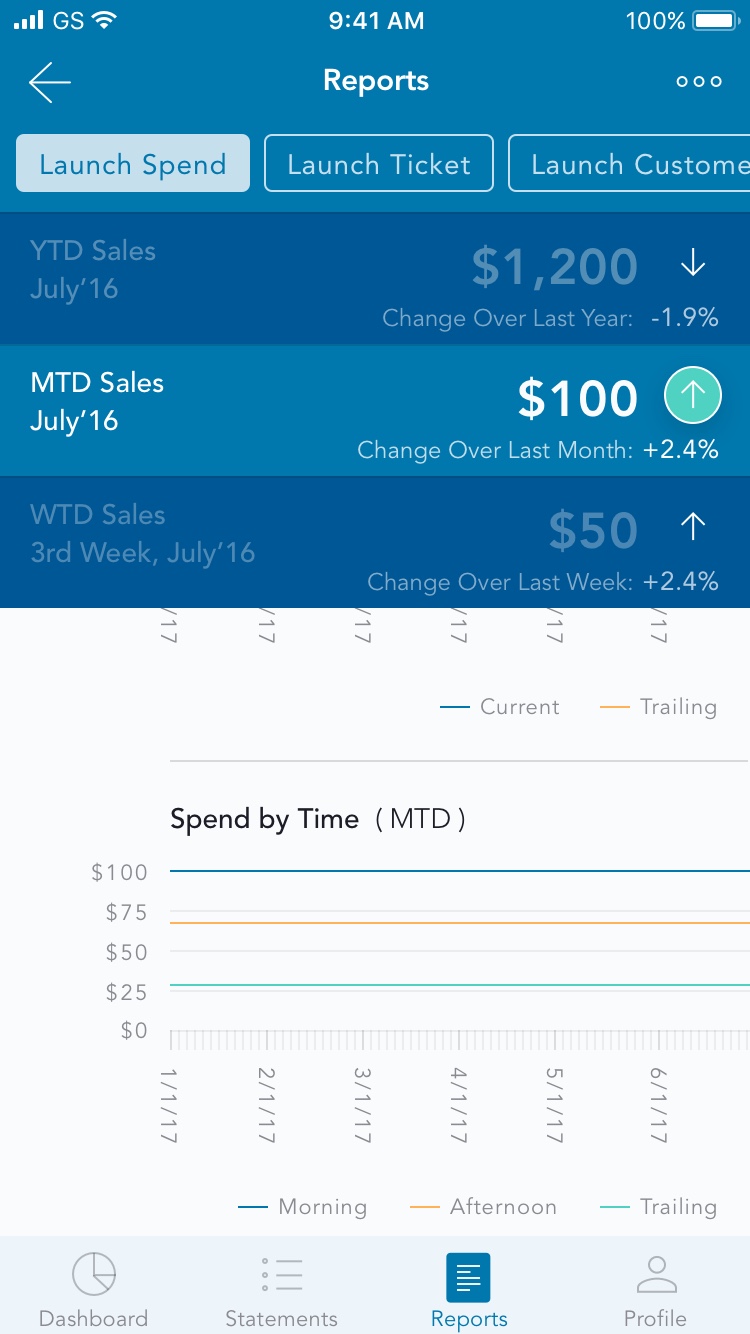 GS 9:41 AM 100%
Reports
Launch Spend Launch Ticket Launch Custome
YTD Sales
July’16
$1,200
Change Over Last Year: -1.9%
MTD Sales
July’16
$100
Change Over Last Month: +2.4%
WTD Sales
3rd Week, July’16
$50
Change Over Last Week: +2.4%
/17 /17 /17 /17 /17 /17
Current Trailing
Spend by Time ( MTD )
$100
$75
$50
$25
$0
1/1/17 2/1/17 3/1/17 4/1/17 5/1/17 6/1/17
Morning Afternoon Trailing
Dashboard Statements Reports Profile